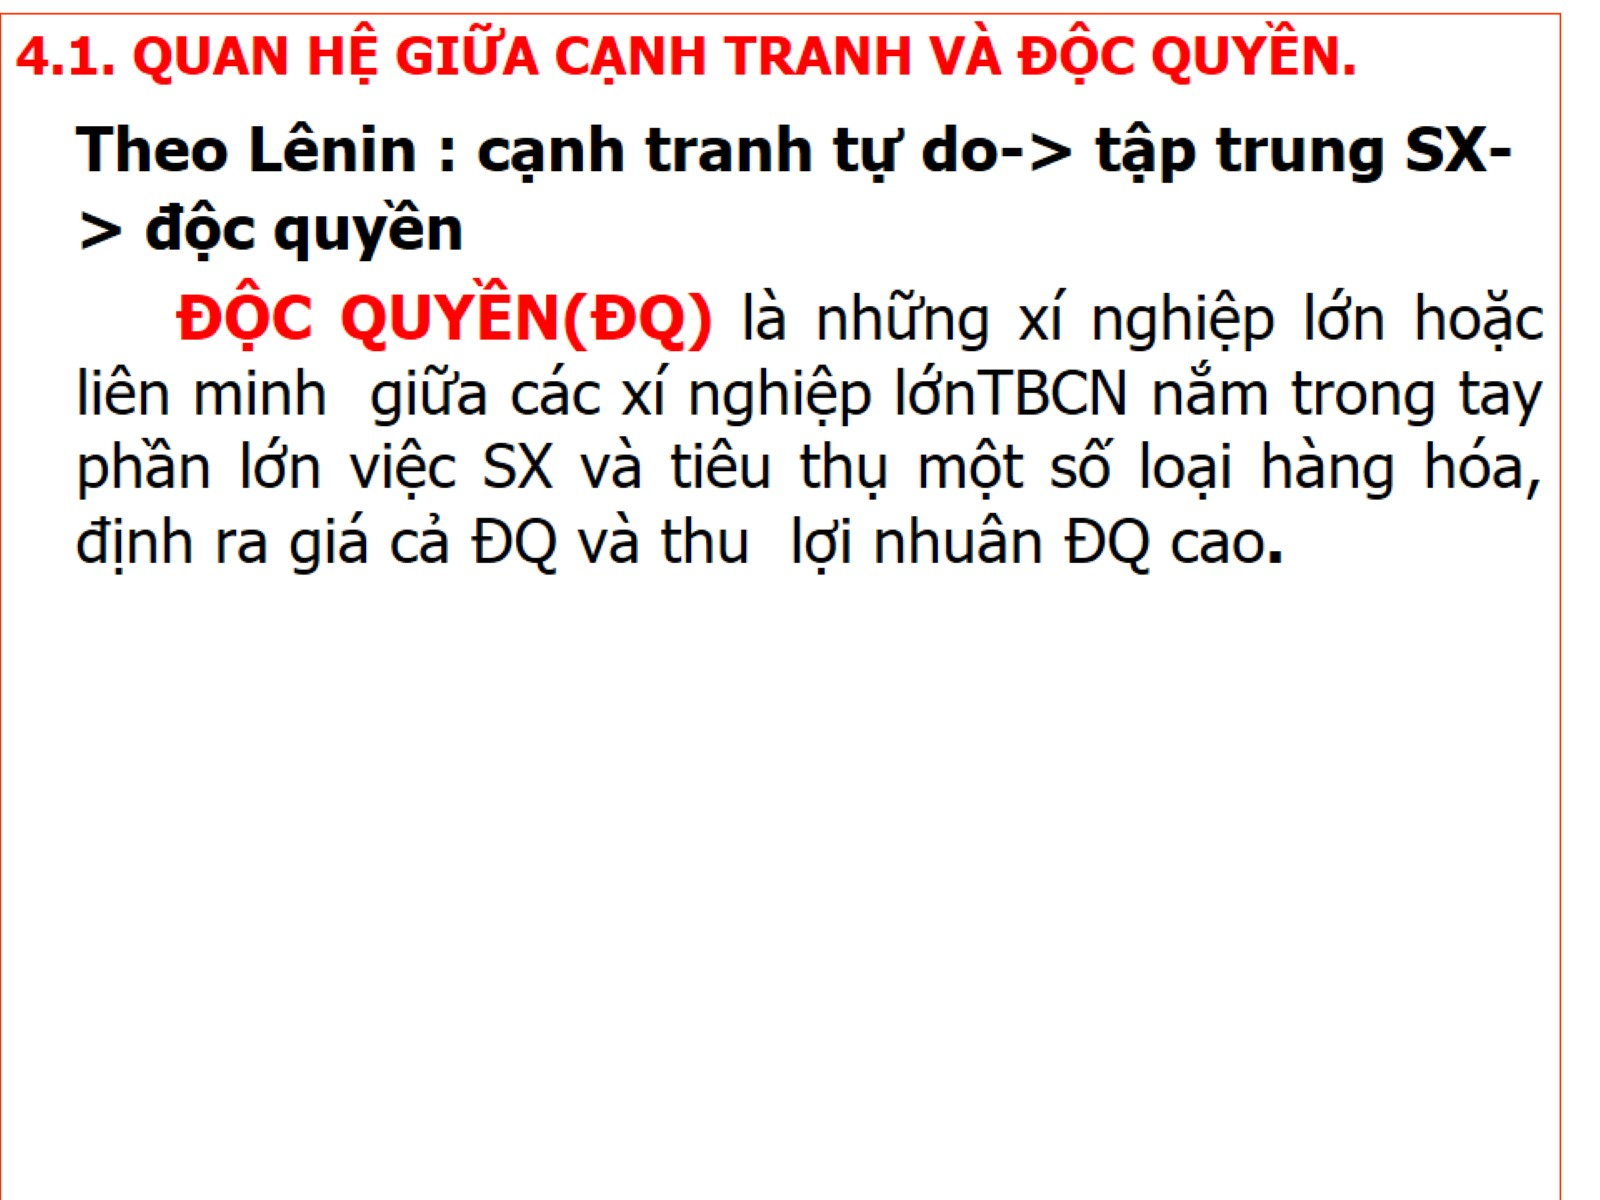 4.1. QUAN HỆ GIỮA CẠNH TRANH VÀ ĐỘC QUYỀN.
Theo Lênin : cạnh tranh tự do-> tập trung SX-
> độc quyền
ĐỘC QUYỀN(ĐQ) là những xí nghiệp lớn hoặc
liên minh giữa các xí nghiệp lớnTBCN nắm trong tay
phần lớn việc SX và tiêu thụ một số loại hàng hóa,
định ra giá cả ĐQ và thu lợi nhuân ĐQ cao.